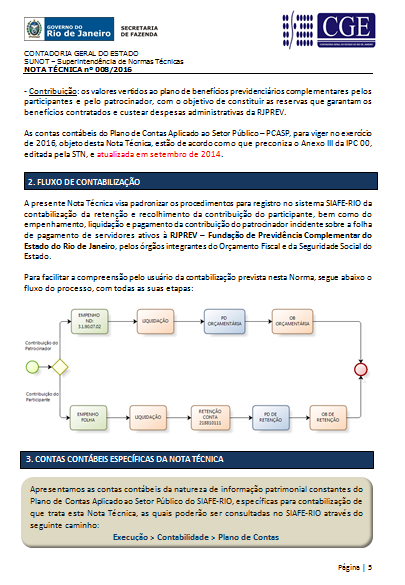 GOVERNO DO
Rio de Janeiro
SECRETARIA
DE FAZENDA
CGE
CONTADORIA GERAL DO ESTADO
SUNOT – Superintendência de Normas Técnicas
NOTA TÉCNICA nº 008/2016
- Contribuição: os valores vertidos ao plano de benefícios previdenciários complementares pelos
participantes e pelo patrocinador, com o objetivo de constituir as reservas que garantam os
benefícios contratados e custear despesas administrativas da RJPREV.
As contas contábeis do Plano de Contas Aplicado ao Setor Público – PCASP, para viger no exercício
de 2016, objeto desta Nota Técnica, estão de acordo com o que preconiza o Anexo III da IPC 00,
editada pela STN, e atualizada em setembro de 2014.
2. FLUXO DE CONTABILIZAÇÃO
A presente Nota Técnica visa padronizar os procedimentos para registro no sistema SIAFE-RIO da
contabilização da retenção e recolhimento da contribuição do participante, bem como do
empenhamento, liquidação e pagamento da contribuição do patrocinador incidente sobre a folha
de pagamento de servidores ativos à RJPREV – Fundação de Previdência Complementar do
Estado do Rio de Janeiro, pelos órgãos integrantes do Orçamento Fiscal e da Seguridade Social do
Estado.
Para facilitar a compreensão pelo usuário da contabilização prevista nesta Norma, segue abaixo o
fluxo do processo, com todas as suas etapas:
EMPENHO
ND:
3.1.90.07.02
LIQUIDAÇÃO
PD
ORÇAMENTÁRIA
OB
ORÇAMENTÁRIA
Contribuição do
Patrocinador
Contribuição do
Participante
EMPENHO
FOLHA
LIQUIDAÇÃO
RETENÇÃO
CONTA
218810111
PD DE
RETENÇÃO
OB DE
RETENÇÃO
3. CONTAS CONTÁBEIS ESPECÍFICAS DA NOTA TÉCNICA
Apresentamos as contas contábeis da natureza de informação patrimonial constantes do
Plano de Contas Aplicado ao Setor Público do SIAFE-RIO, específicas para contabilização de
que trata esta Nota Técnica, as quais poderão ser consultadas no SIAFE-RIO através do
seguinte caminho:
Execução > Contabilidade > Plano de Contas
Página | 5